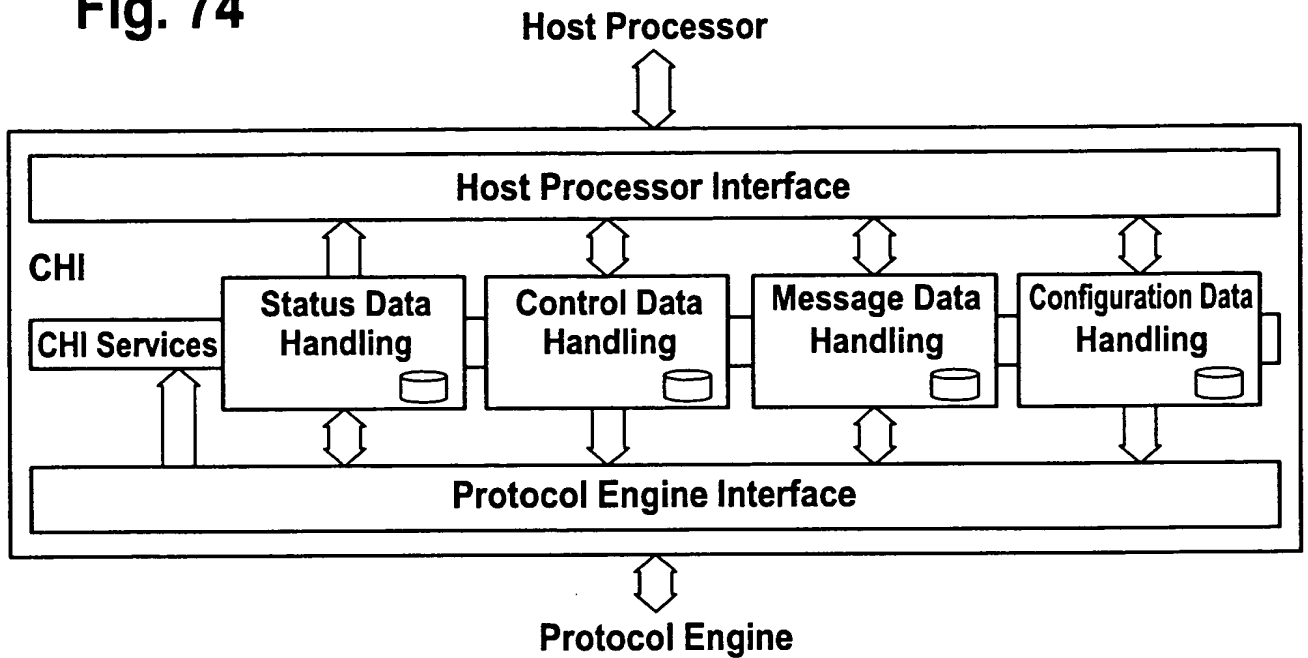 Fig. 74
Host Processor
Host Processor Interface
CHI
CHI Services
Status Data
Handling
Control Data
Handling
Message Data
Handling
Configuration Data
Handling
Protocol Engine Interface
Protocol Engine